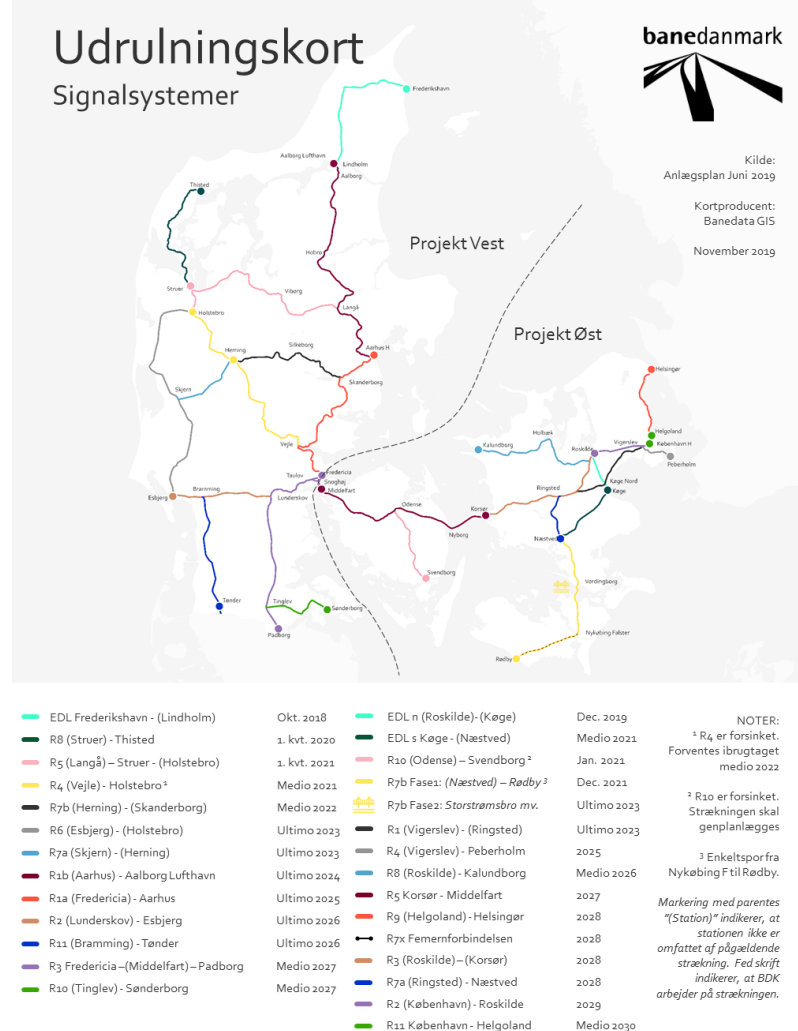 Udrulningskort
Signalsystemer
banedanmark
Kilde:
Anlægsplan Juni 2019
Kortproducent:
Banedata GIS
November 2019
Frederikshavn
Aalborg Lufthavn
Lindholm
Aalborg
Thisted
Hobro
Projekt Vest
Struer
Viborg
Langå
Holstebro
Projekt Øst
Silkeborg
Aarhus H
Herning
Skanderborg
Helsingør
Skjern
Helgoland
Holbæk
Vigerslev
København H
Vejle
Kalundborg
Roskilde
Peberholm
Taulov
Fredericia
Snoghøj
Middelfart
Køge Nord
Køge
Bramming
Ringsted
Esbjerg
Lunderskov
Odense
Korsør
Nyborg
Næstved
Svendborg
Vordingborg
Tønder
Tinglev
Sønderborg
Padborg
Nykøbing Falster
Rødby
EDL Frederikshavn - (Lindholm) Okt. 2018
R8 (Struer) - Thisted 1. kvt. 2020
R5 (Langå) – Struer - (Holstebro) 1. kvt. 2021
R4 (Vejle) - Holstebro ¹ Medio 2021
R7b (Herning) - (Skanderborg) Medio 2022
R6 (Esbjerg) - (Holstebro) Ultimo 2023
R7a (Skjern) - (Herning) Ultimo 2023
R1b (Aarhus) - Aalborg Lufthavn Ultimo 2024
R1a (Fredericia) - Aarhus Ultimo 2025
R2 (Lunderskov) - Esbjerg Ultimo 2026
R11 (Bramming) - Tønder Ultimo 2026
R3 Fredericia –(Middelfart) – Padborg Medio 2027
R10 (Tinglev) - Sønderborg Medio 2027
EDL n (Roskilde)- (Køge) Dec. 2019
EDL s Køge - (Næstved) Medio 2021
R10 (Odense) – Svendborg ² Jan. 2021
R7b Fase1: (Næstved) – Rødby ³ Dec. 2021
R7b Fase2: Storstrømsbro mv. Ultimo 2023
R1 (Vigerslev) - (Ringsted) Ultimo 2023
R4 (Vigerslev) - Peberholm 2025
R8 (Roskilde) - Kalundborg Medio 2026
R5 Korsør - Middelfart 2027
R9 (Helgoland) - Helsingør 2028
R7x Femernforbindelsen 2028
R3 (Roskilde) – (Korsør) 2028
R7a (Ringsted) - Næstved 2028
R2 (København) - Roskilde 2029
R11 København - Helgoland Medio 2030
NOTER:
¹ R4 er forsinket.
Forventes ibrugtaget
medio 2022
² R10 er forsinket.
Strækningen skal
genplanlægges
³ Enkeltspor fra
Nykøbing F til Rødby.
Markering med parentes
"(Station)" indikerer, at
stationen ikke er
omfattet af pågældende
strækning. Fed skrift
indikerer, at BDK
arbejder på strækningen.